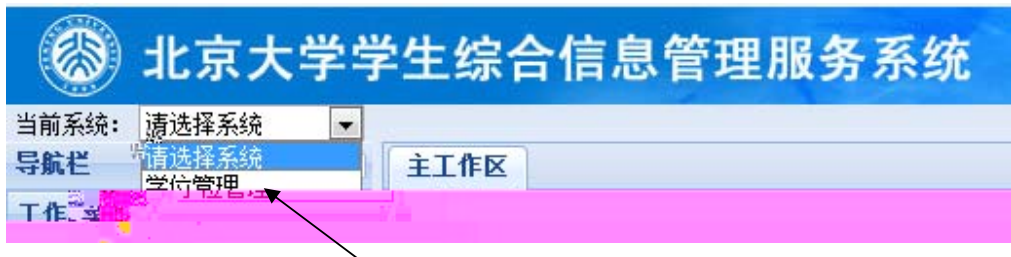 北京大学学生综合信息管理服务系统
当前系统： 请选择系统
导航栏 请选择系统 主工作区
学位管理
工作